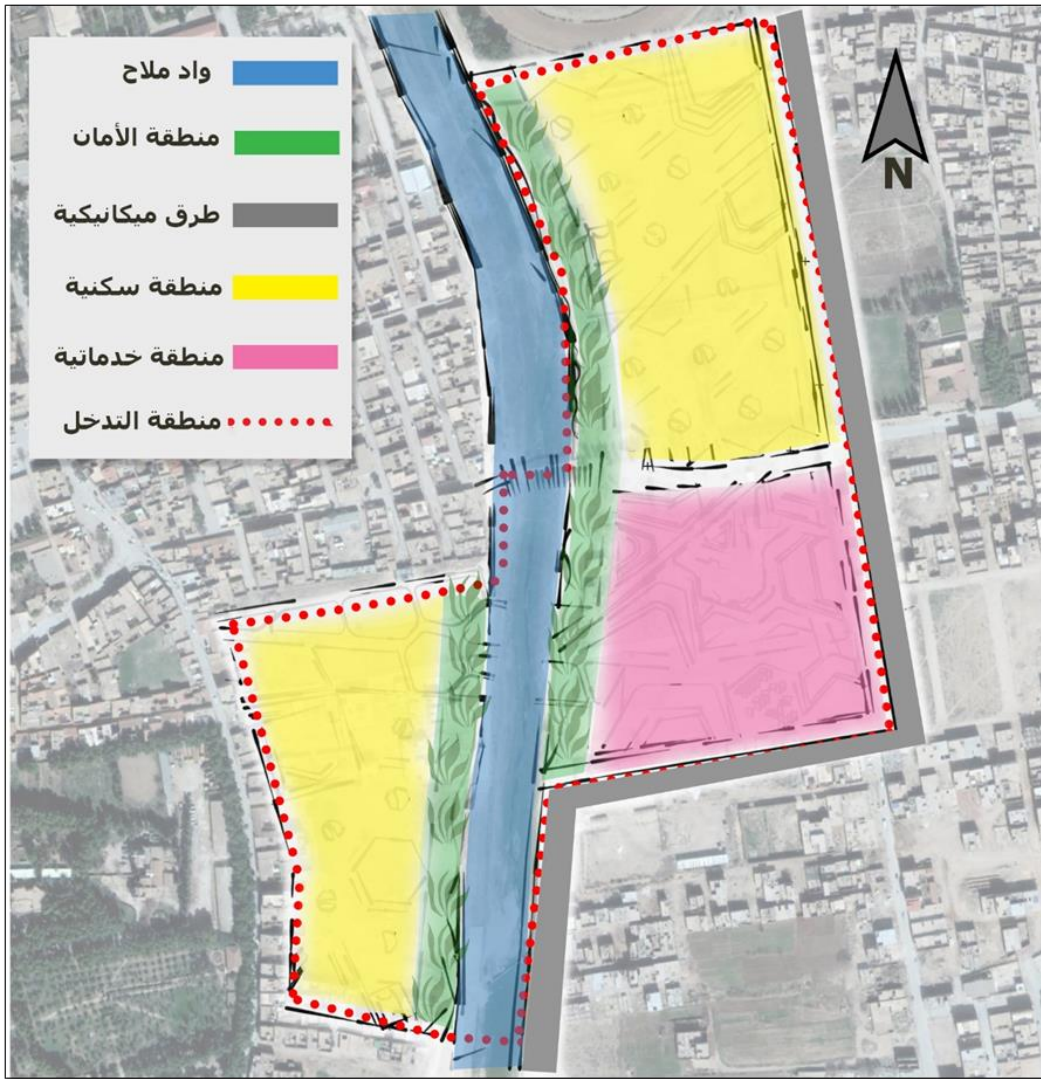 واد ملاح
منطقة الأمان
طرق ميكانيكية
منطقة سكنية
منطقة خدماتية
منطقة التدخل
N